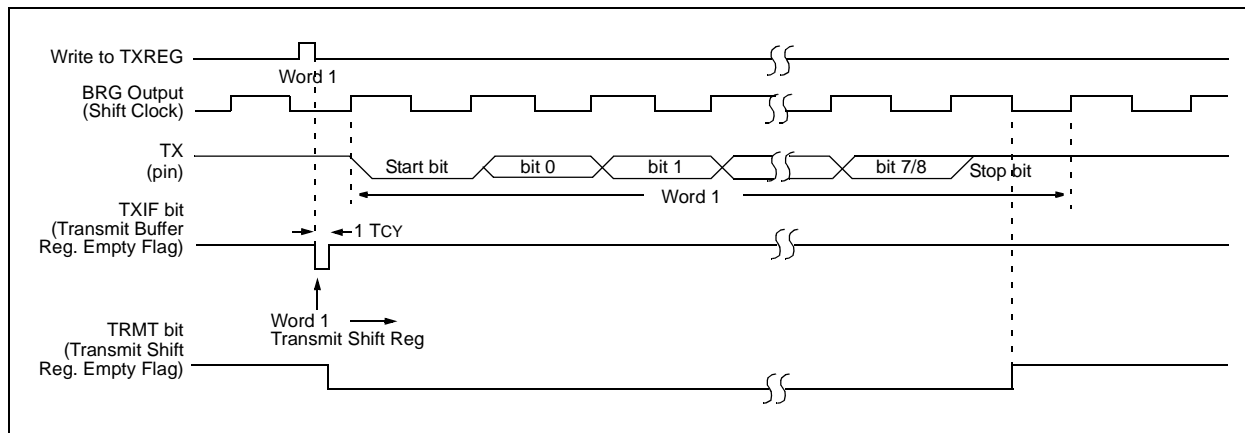 Write to TXREG
Word 1
BRG Output
(Shift Clock)
TX
(pin)
Start bit
bit 0
bit 1
bit 7/8
Stop bit
Word 1
TXIF bit
(Transmit Buffer
Reg. Empty Flag)
1 TCY
Word 1
Transmit Shift Reg
TRMT bit
(Transmit Shift
Reg. Empty Flag)